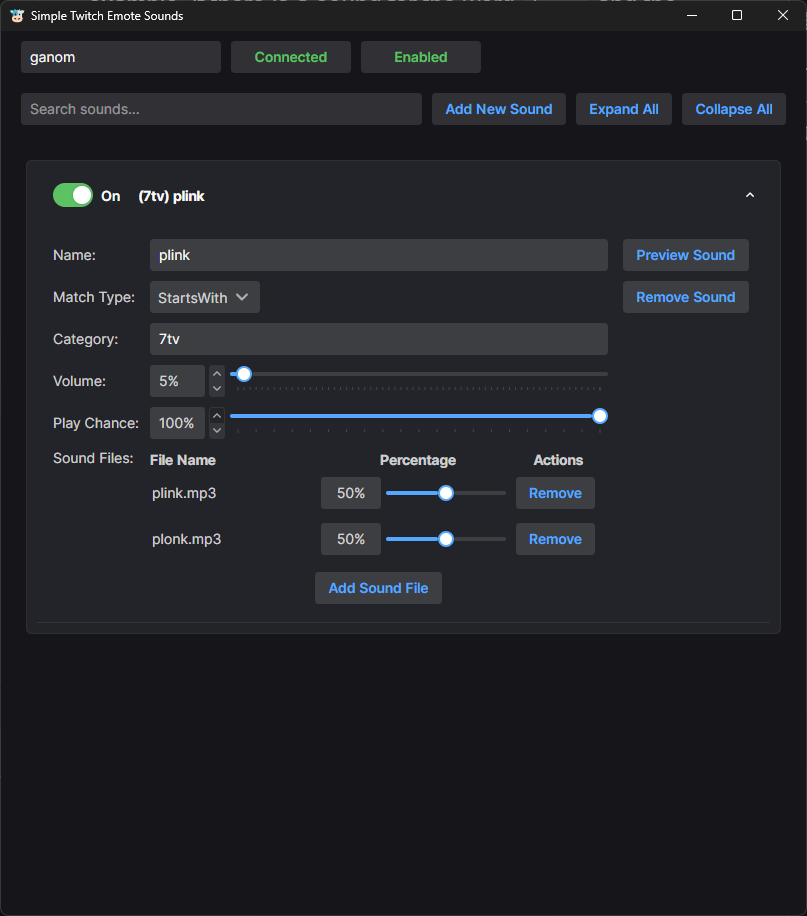 Simple Twitch Emote Sounds
ganom Connected Enabled
Search sounds... Add New Sound Expand All Collapse All
On (7tv) plink
Name: plink Preview Sound
Match Type: StartsWith Remove Sound
Category: 7tv
Volume: 5%
Play Chance: 100%
Sound Files: File Name Percentage Actions
plink.mp3 50% Remove
plonk.mp3 50% Remove
Add Sound File